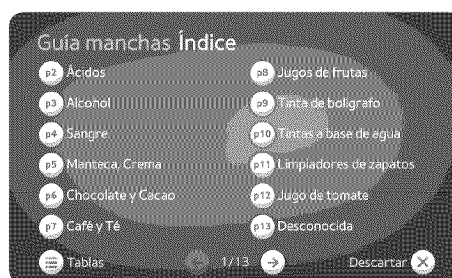 Guía manchas Índice
p2 Ácidos
p3 Alcohol
p4 Sangre
p5 Manteca, Crema
p6 Chocolate y Cacao
p7 Café y Té
p8 Jugos de frutas
p9 Tinta de boligrafo
p10 Tintas a base de agua
p11 Limpiadores de zapatos
p12 Jugo de tomate
p13 Desconocida
Tablas
1/13
Descartar